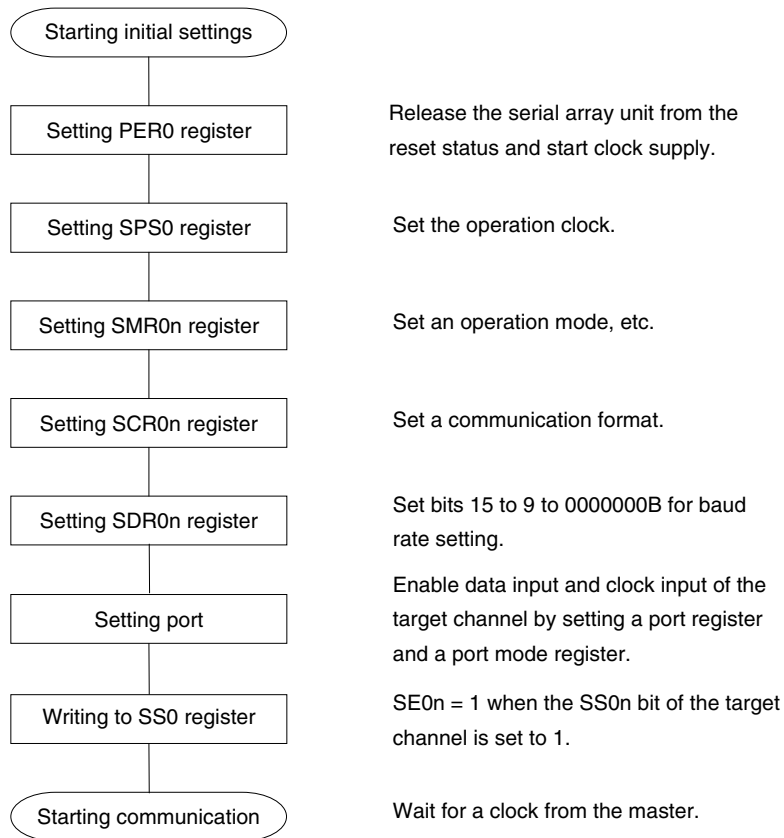 Starting initial settings
Setting PER0 register
Release the serial array unit from the
reset status and start clock supply.
Setting SPS0 register
Set the operation clock.
Setting SMR0n register
Set an operation mode, etc.
Setting SCR0n register
Set a communication format.
Setting SDR0n register
Set bits 15 to 9 to 0000000B for baud
rate setting.
Setting port
Enable data input and clock input of the
target channel by setting a port register
and a port mode register.
Writing to SS0 register
SE0n = 1 when the SS0n bit of the target
channel is set to 1.
Starting communication
Wait for a clock from the master.